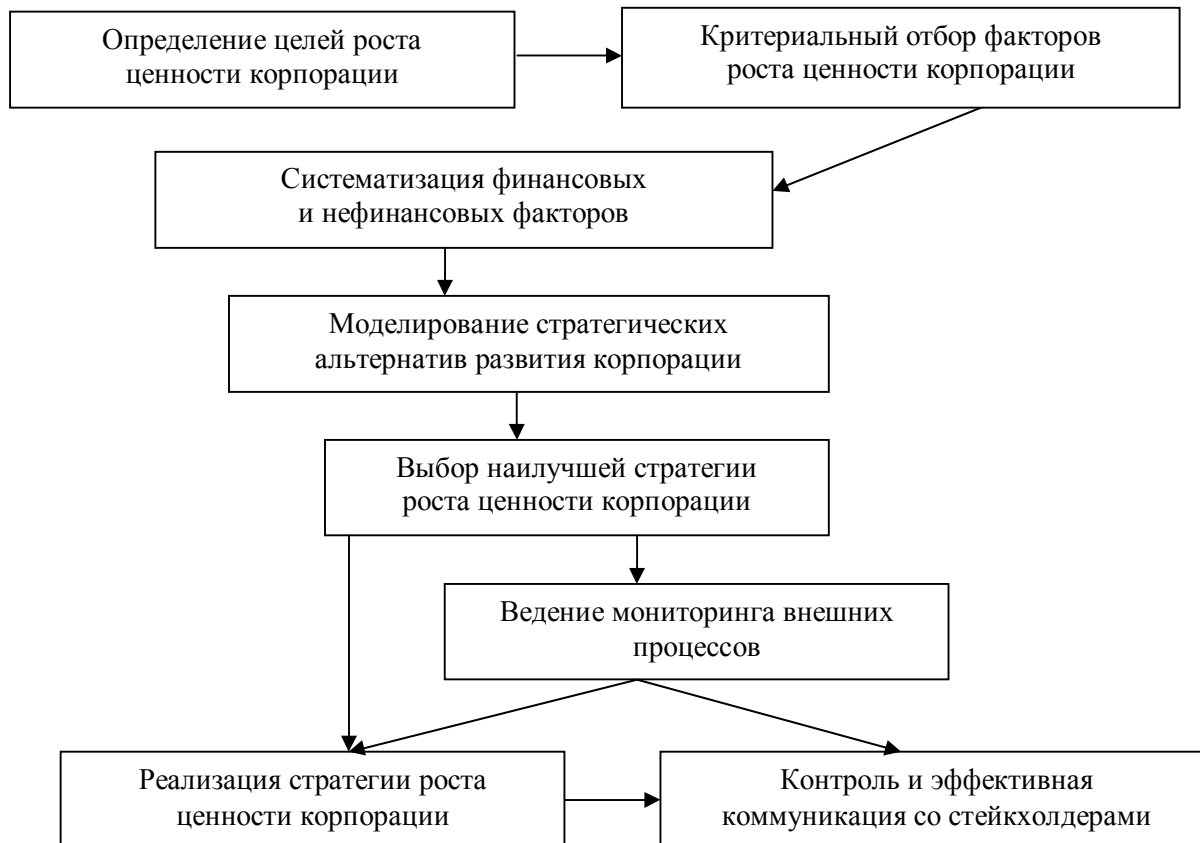 Определение целей роста
ценности корпорации
Критериальный отбор факторов
роста ценности корпорации
Систематизация финансовых
и нефинансовых факторов
Моделирование стратегических
альтернатив развития корпорации
Выбор наилучшей стратегии
роста ценности корпорации
Ведение мониторинга внешних
процессов
Реализация стратегии роста
ценности корпорации
Контроль и эффективная
коммуникация со стейкхолдерами